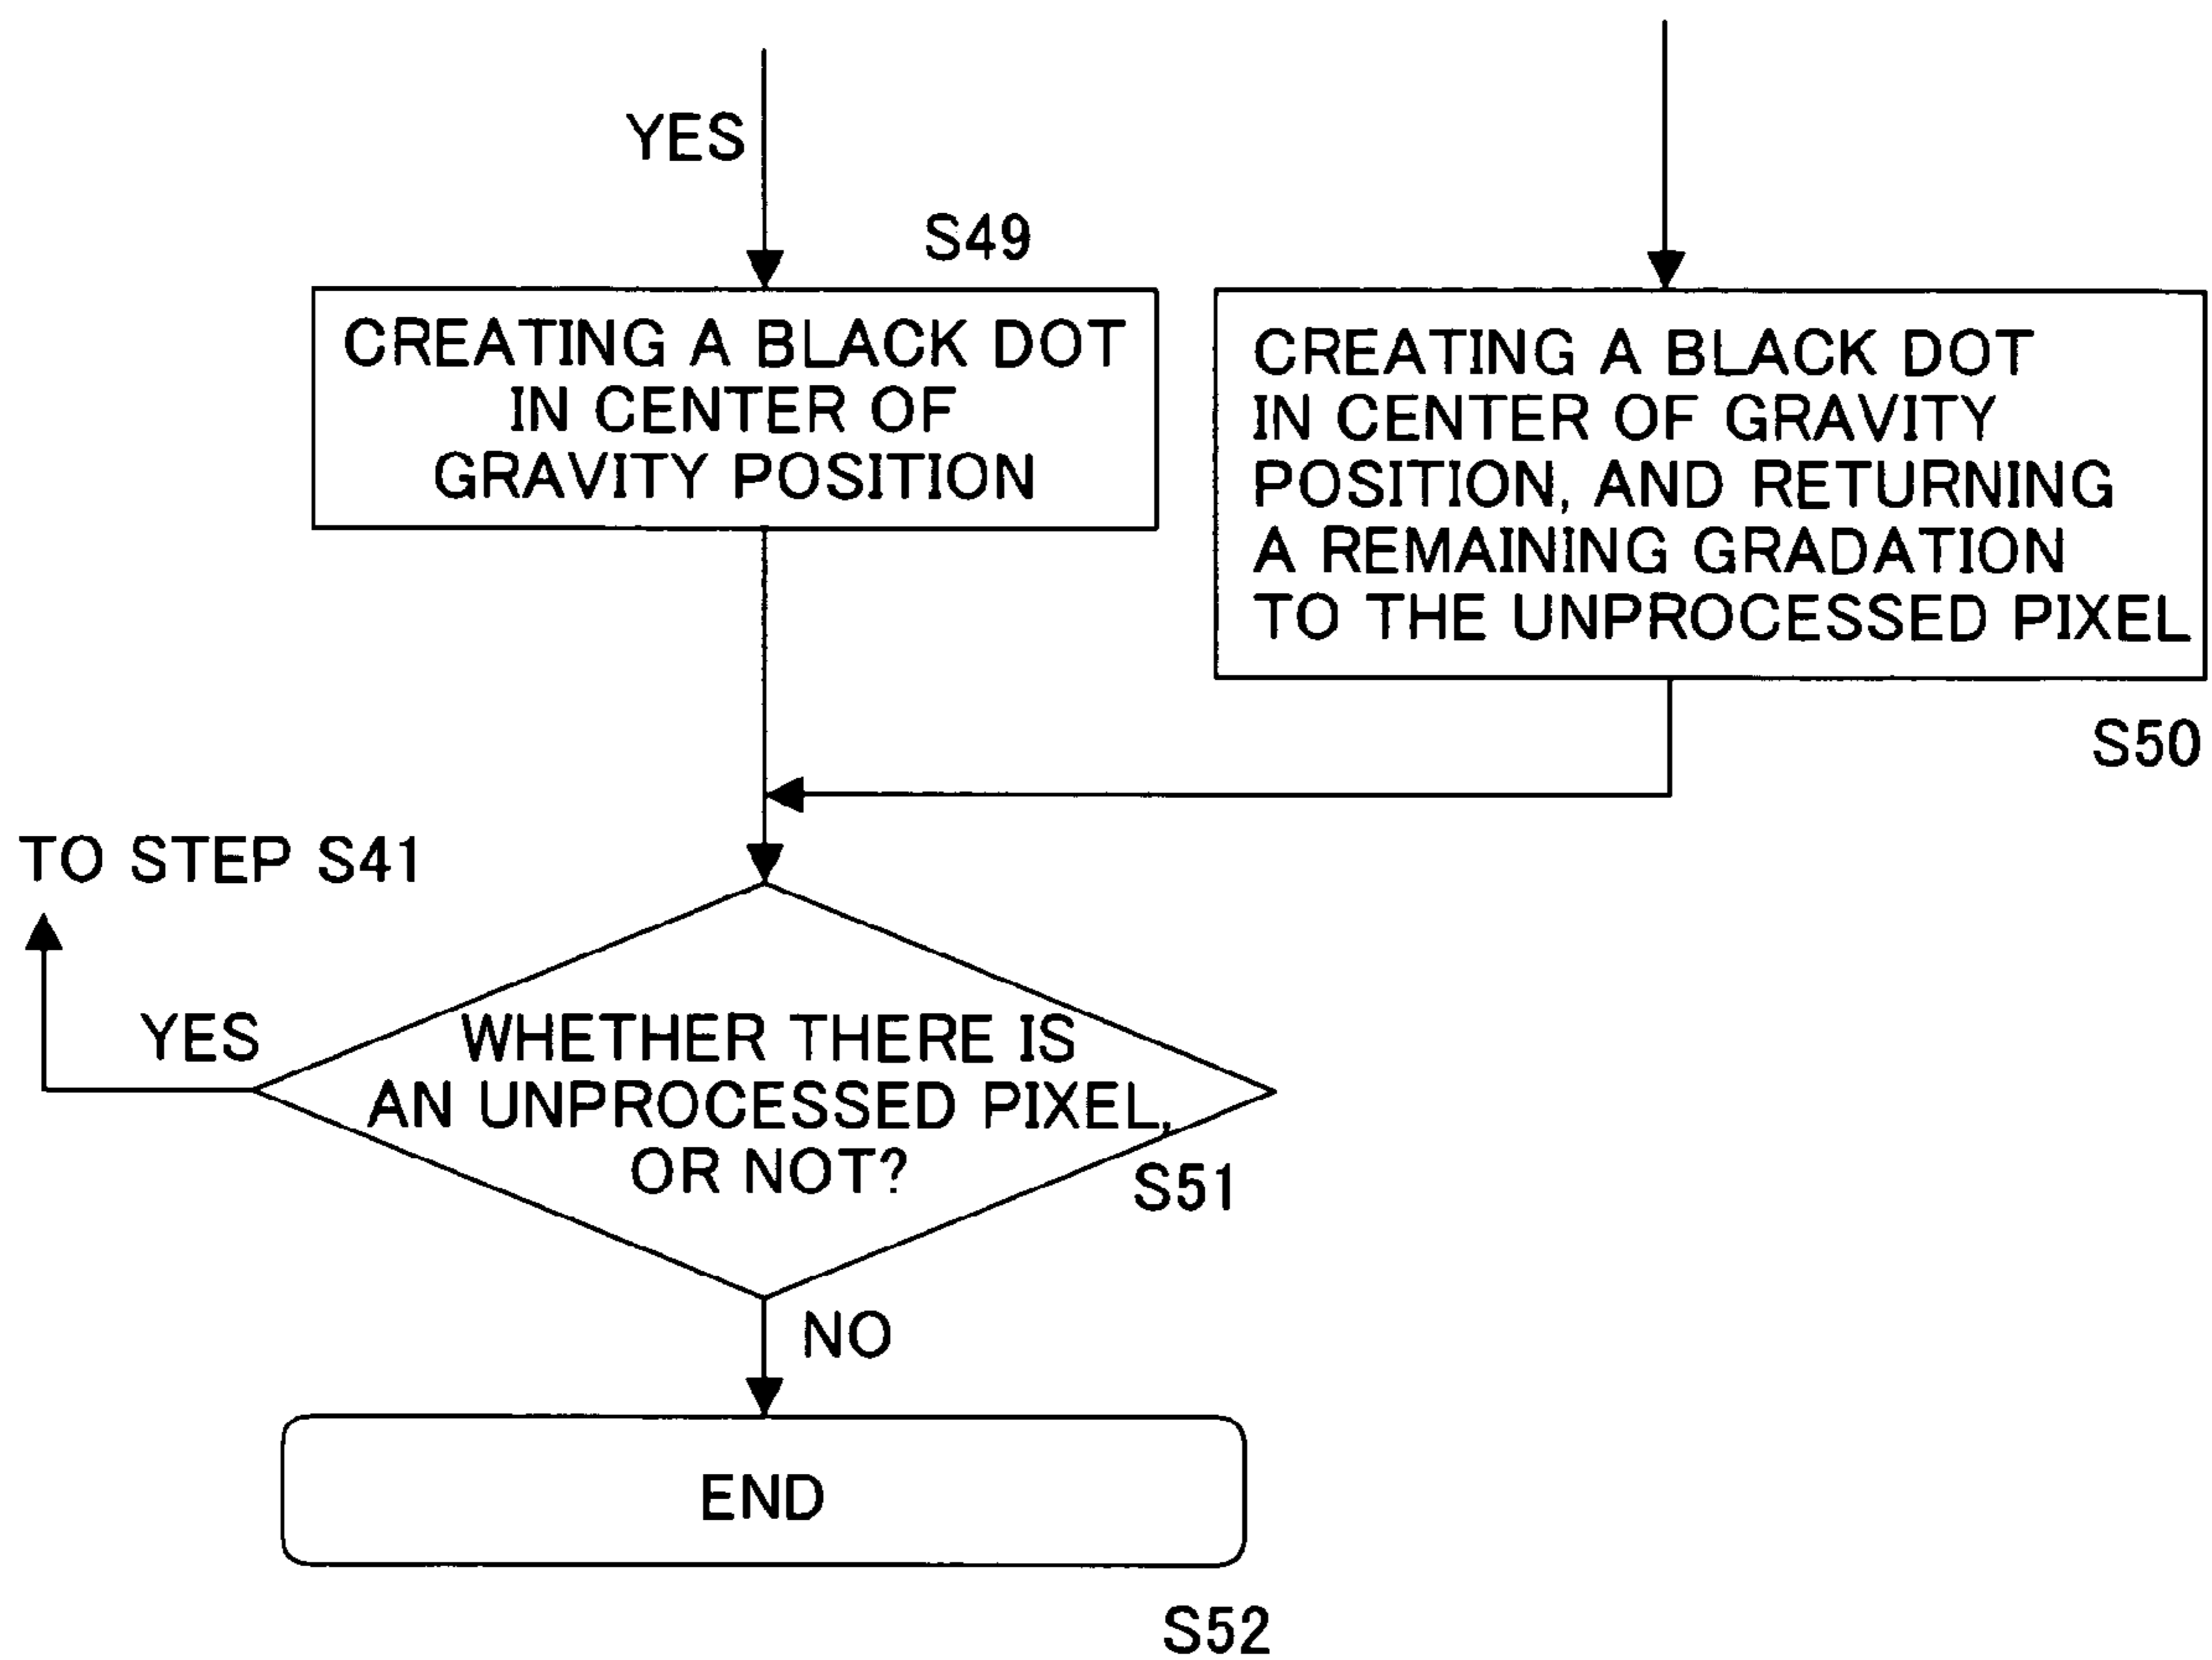 YES
S49
CREATING A BLACK DOT
IN CENTER OF
GRAVITY POSITION
CREATING A BLACK DOT
IN CENTER OF GRAVITY
POSITION, AND RETURNING
A REMAINING GRADATION
TO THE UNPROCESSED PIXEL
S50
TO STEP S41
YES
WHETHER THERE IS
AN UNPROCESSED PIXEL,
OR NOT?
S51
NO
END
S52